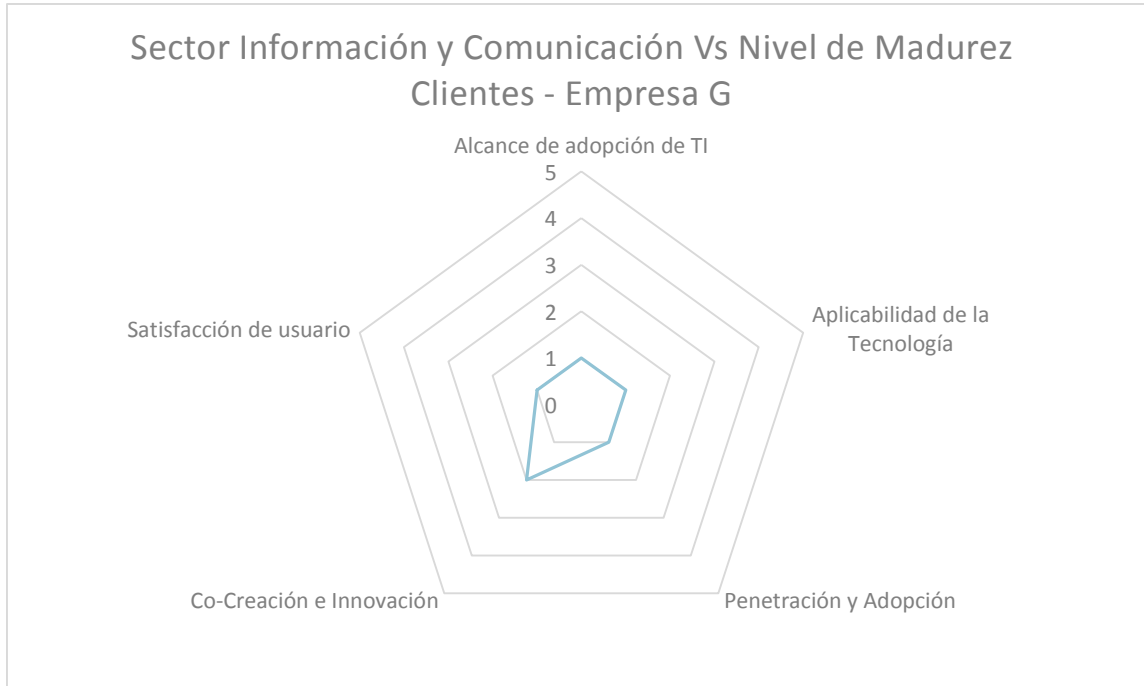 Sector Información y Comunicación Vs Nivel de Madurez
Clientes - Empresa G
Alcance de adopción de TI
5
4
3
2
1
0
Aplicabilidad de la
Tecnología
Satisfacción de usuario
Co-Creación e Innovación
Penetración y Adopción